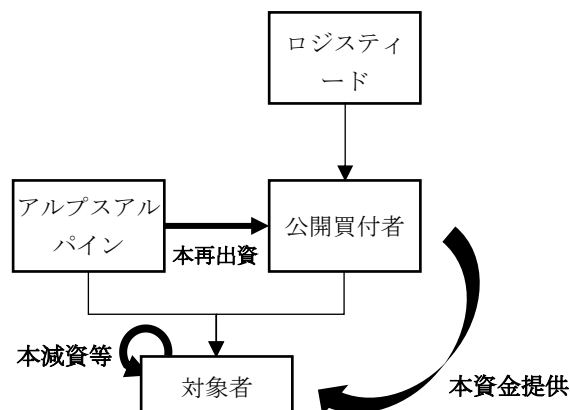 ロジスティ
ード
アルプスアル
パイン
公開買付者
本再出資
本減資等
対象者
本資金提供